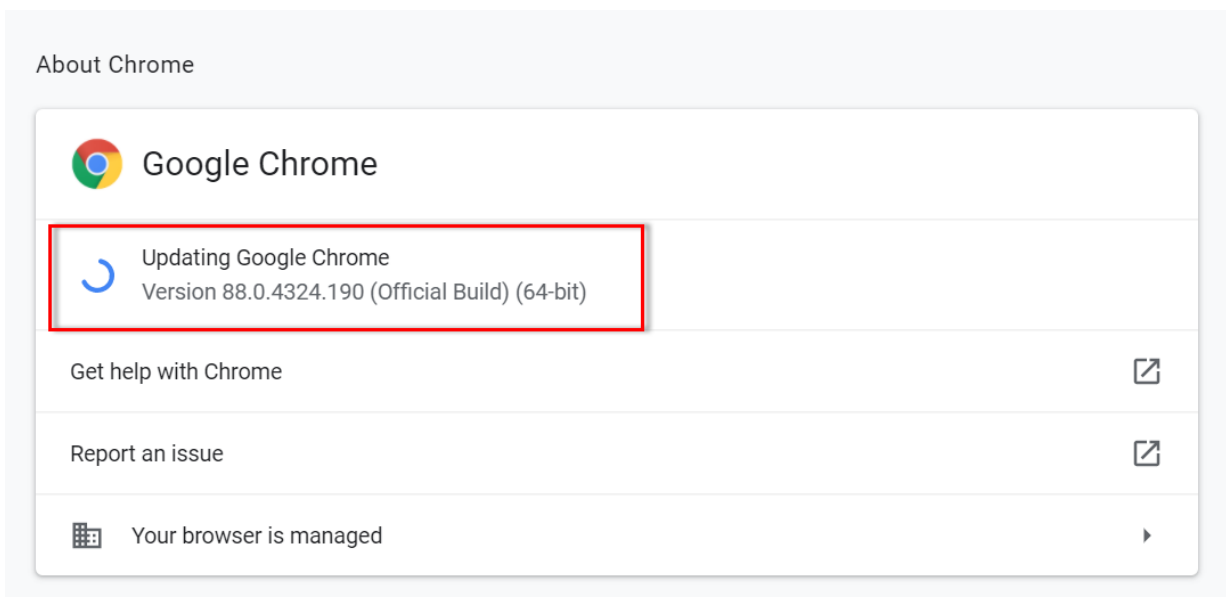 About Chrome
Google Chrome
Updating Google Chrome
Version 88.0.4324.190 (Official Build) (64-bit)
Get help with Chrome
Report an issue
Your browser is managed